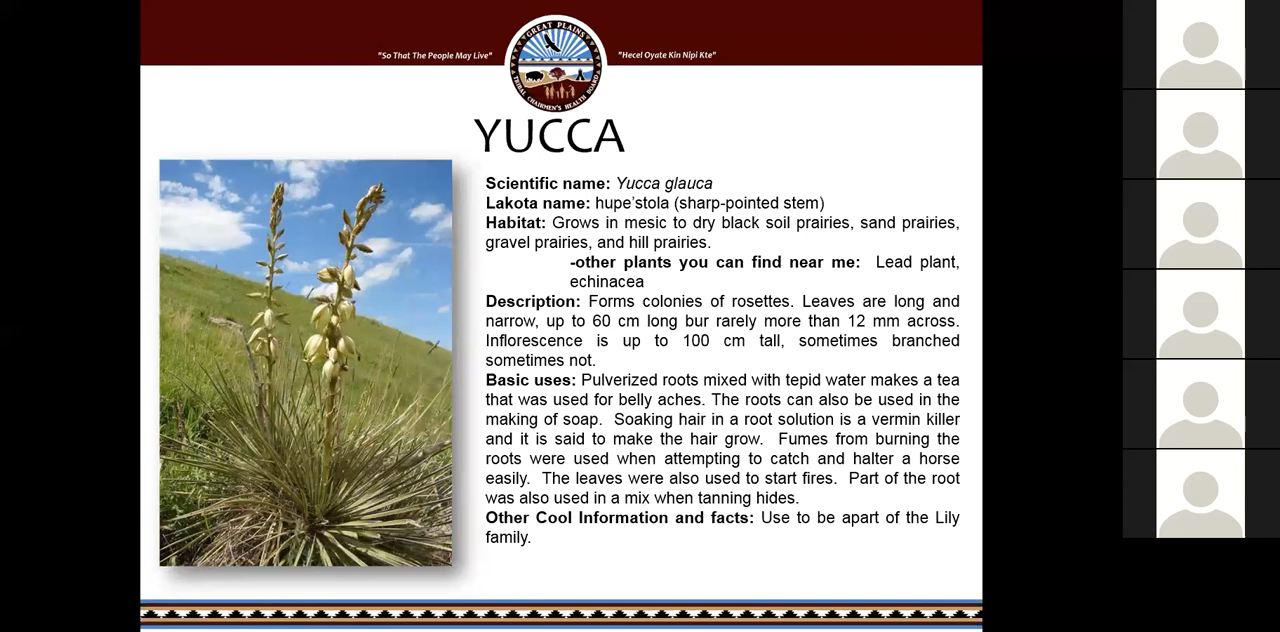 "So That The People May Live"
"Hecel Oyate Kin Nipi Kte"
GREAT PLAINS
TRIBAL CHAIRMEN'S HEALTH BOARD
YUCCA
Scientific name: Yucca glauca
Lakota name: hupe'stola (sharp-pointed stem)
Habitat: Grows in mesic to dry black soil prairies, sand prairies,
gravel prairies, and hill prairies.
-other plants you can find near me: Lead plant,
echinacea
Description: Forms colonies of rosettes. Leaves are long and
narrow, up to 60 cm long bur rarely more than 12 mm across.
Inflorescence is up to 100 cm tall, sometimes branched
sometimes not.
Basic uses: Pulverized roots mixed with tepid water makes a tea
that was used for belly aches. The roots can also be used in the
making of soap. Soaking hair in a root solution is a vermin killer
and it is said to make the hair grow. Fumes from burning the
roots were used when attempting to catch and halter a horse
easily. The leaves were also used to start fires. Part of the root
was also used in a mix when tanning hides.
Other Cool Information and facts: Use to be apart of the Lily
family.